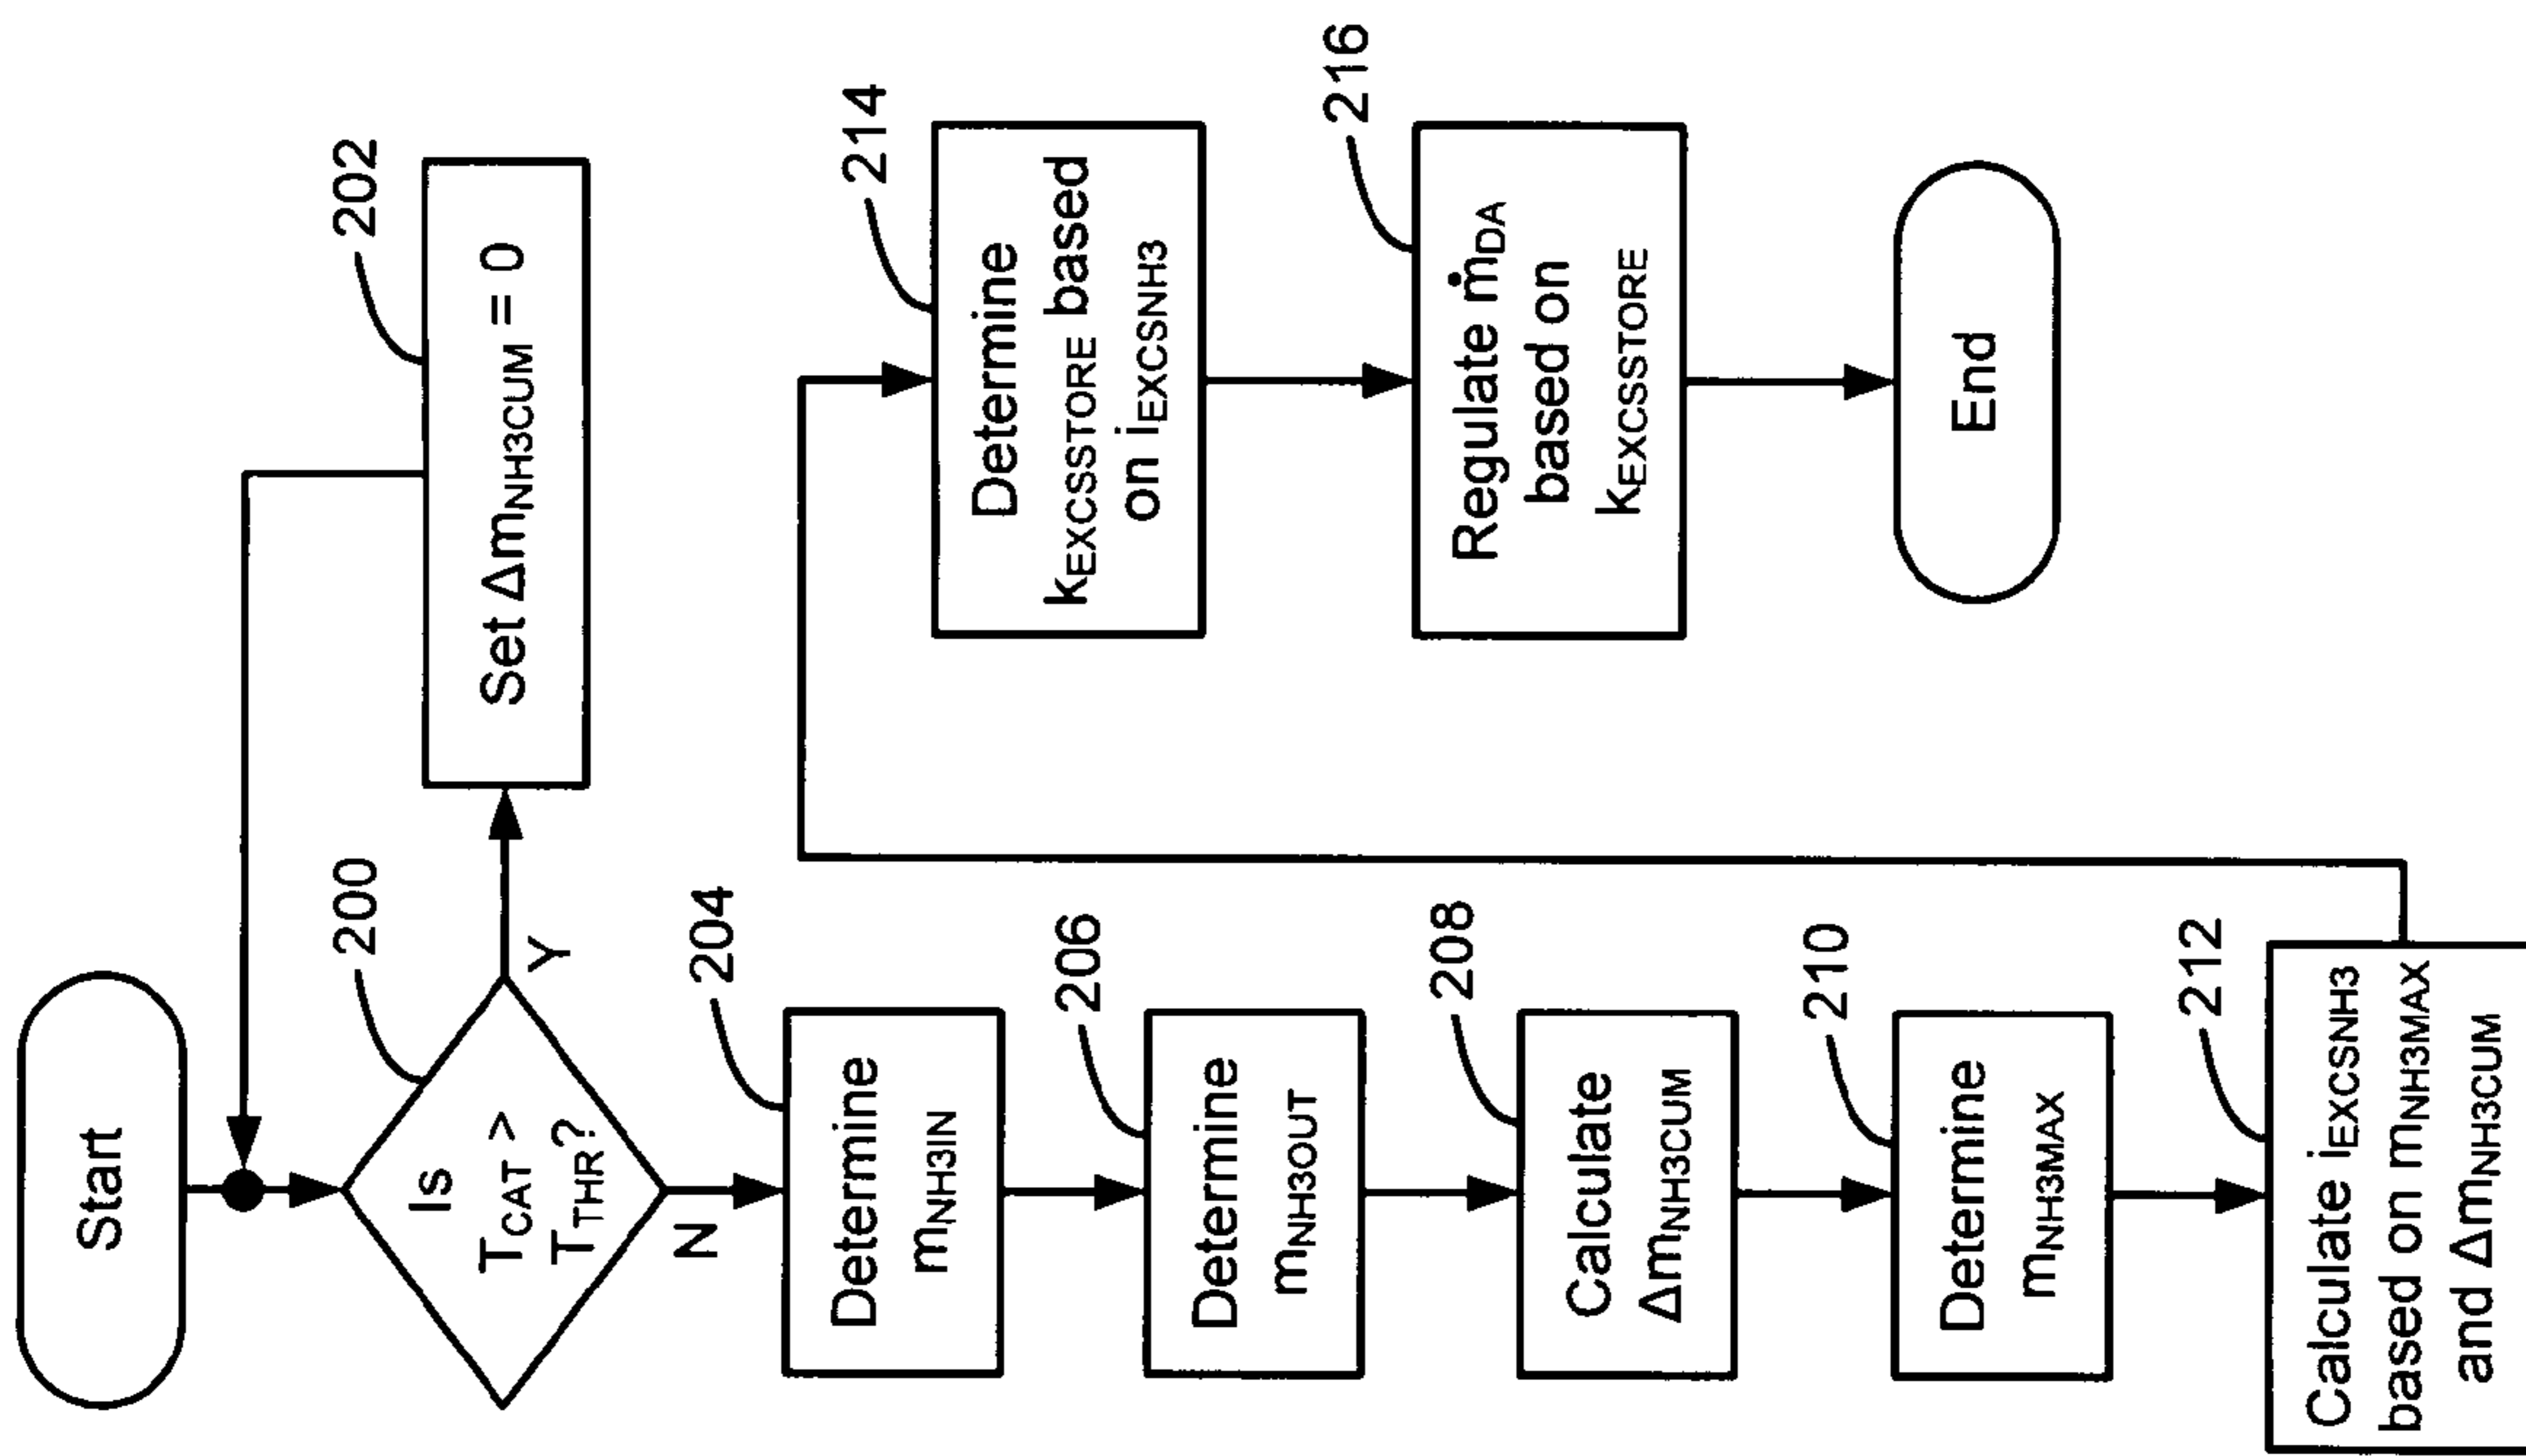 Start
200
Is
T_CAT >
T_THR?
Y
N
202
Set Δm_NH3CUM = 0
204
Determine
m_NH3IN
206
Determine
m_NH3OUT
208
Calculate
Δm_NH3CUM
210
Determine
m_NH3MAX
212
Calculate i_EXCSNH3
based on m_NH3MAX
and Δm_NH3CUM
214
Determine
k_EXCSSTORE based
on i_EXCSNH3
216
Regulate ṁ_DA
based on
k_EXCSSTORE
End